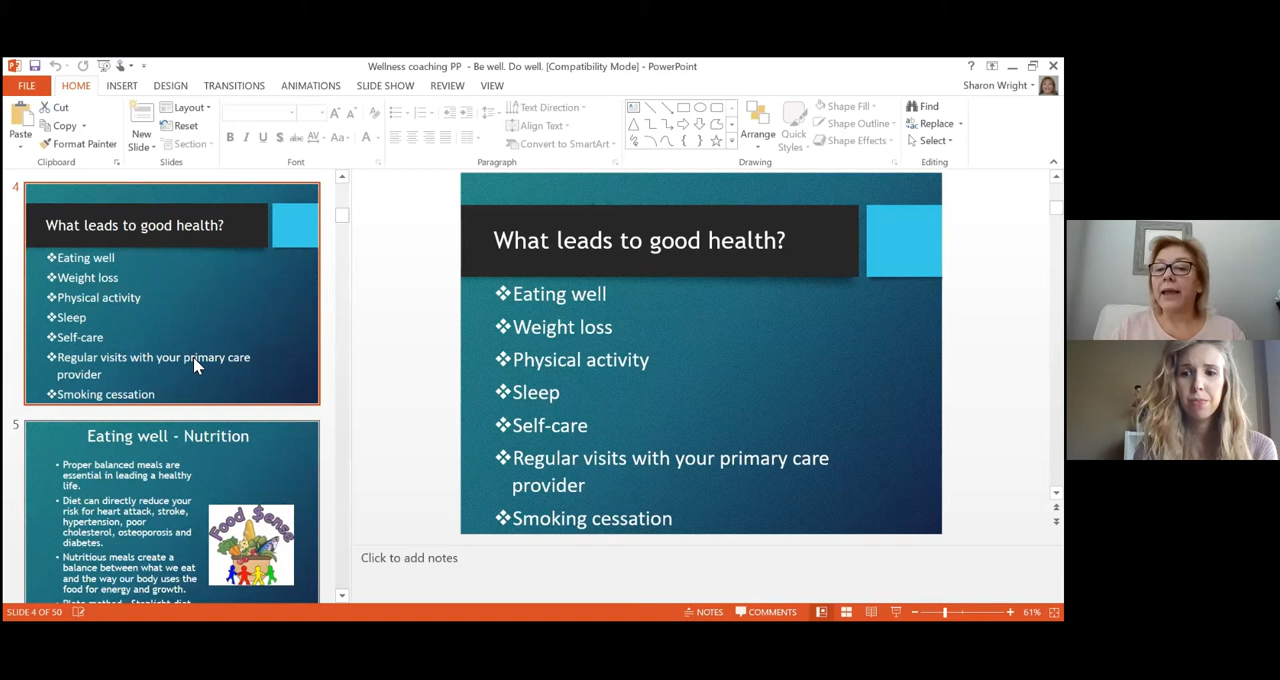 Wellness coaching PP - Be well. Do well. [Compatibility Mode] - PowerPoint
FILE HOME INSERT DESIGN TRANSITIONS ANIMATIONS SLIDE SHOW REVIEW VIEW Sharon Wright
Paste
Cut
Copy
Format Painter
Clipboard
New
Slide
Layout
Reset
Section
Slides
B I U S abc AV Aa A
Font
Text Direction
Align Text
Convert to SmartArt
Paragraph
Arrange
Quick
Styles
Shape Fill
Shape Outline
Shape Effects
Drawing
Find
Replace
Select
Editing
4
What leads to good health?
❖Eating well
❖Weight loss
❖Physical activity
❖Sleep
❖Self-care
❖Regular visits with your primary care
provider
❖Smoking cessation
5
Eating well - Nutrition
• Proper balanced meals are
essential in leading a healthy
life.
• Diet can directly reduce your
risk for heart attack, stroke,
hypertension, poor
cholesterol, osteoporosis and
diabetes.
• Nutritious meals create a
balance between what we eat
and the way our body uses the
food for energy and growth.
Food $ense
What leads to good health?
❖Eating well
❖Weight loss
❖Physical activity
❖Sleep
❖Self-care
❖Regular visits with your primary care
provider
❖Smoking cessation
Click to add notes
SLIDE 4 OF 50 NOTES COMMENTS 61%